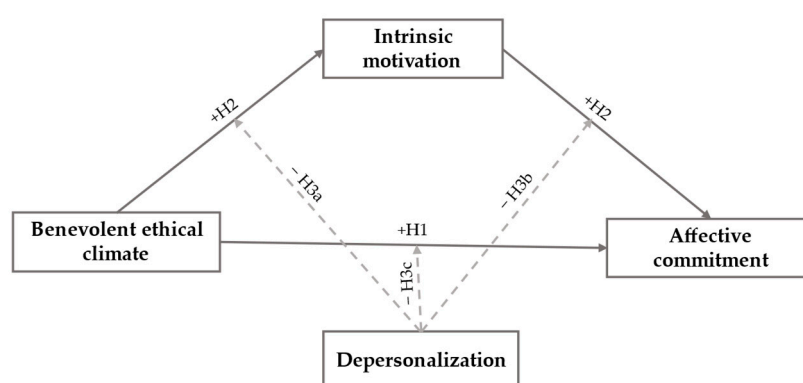 Intrinsic
motivation
+H2
+H2
– H3a
– H3b
Benevolent ethical
climate
+H1
Affective
commitment
– H3c
Depersonalization